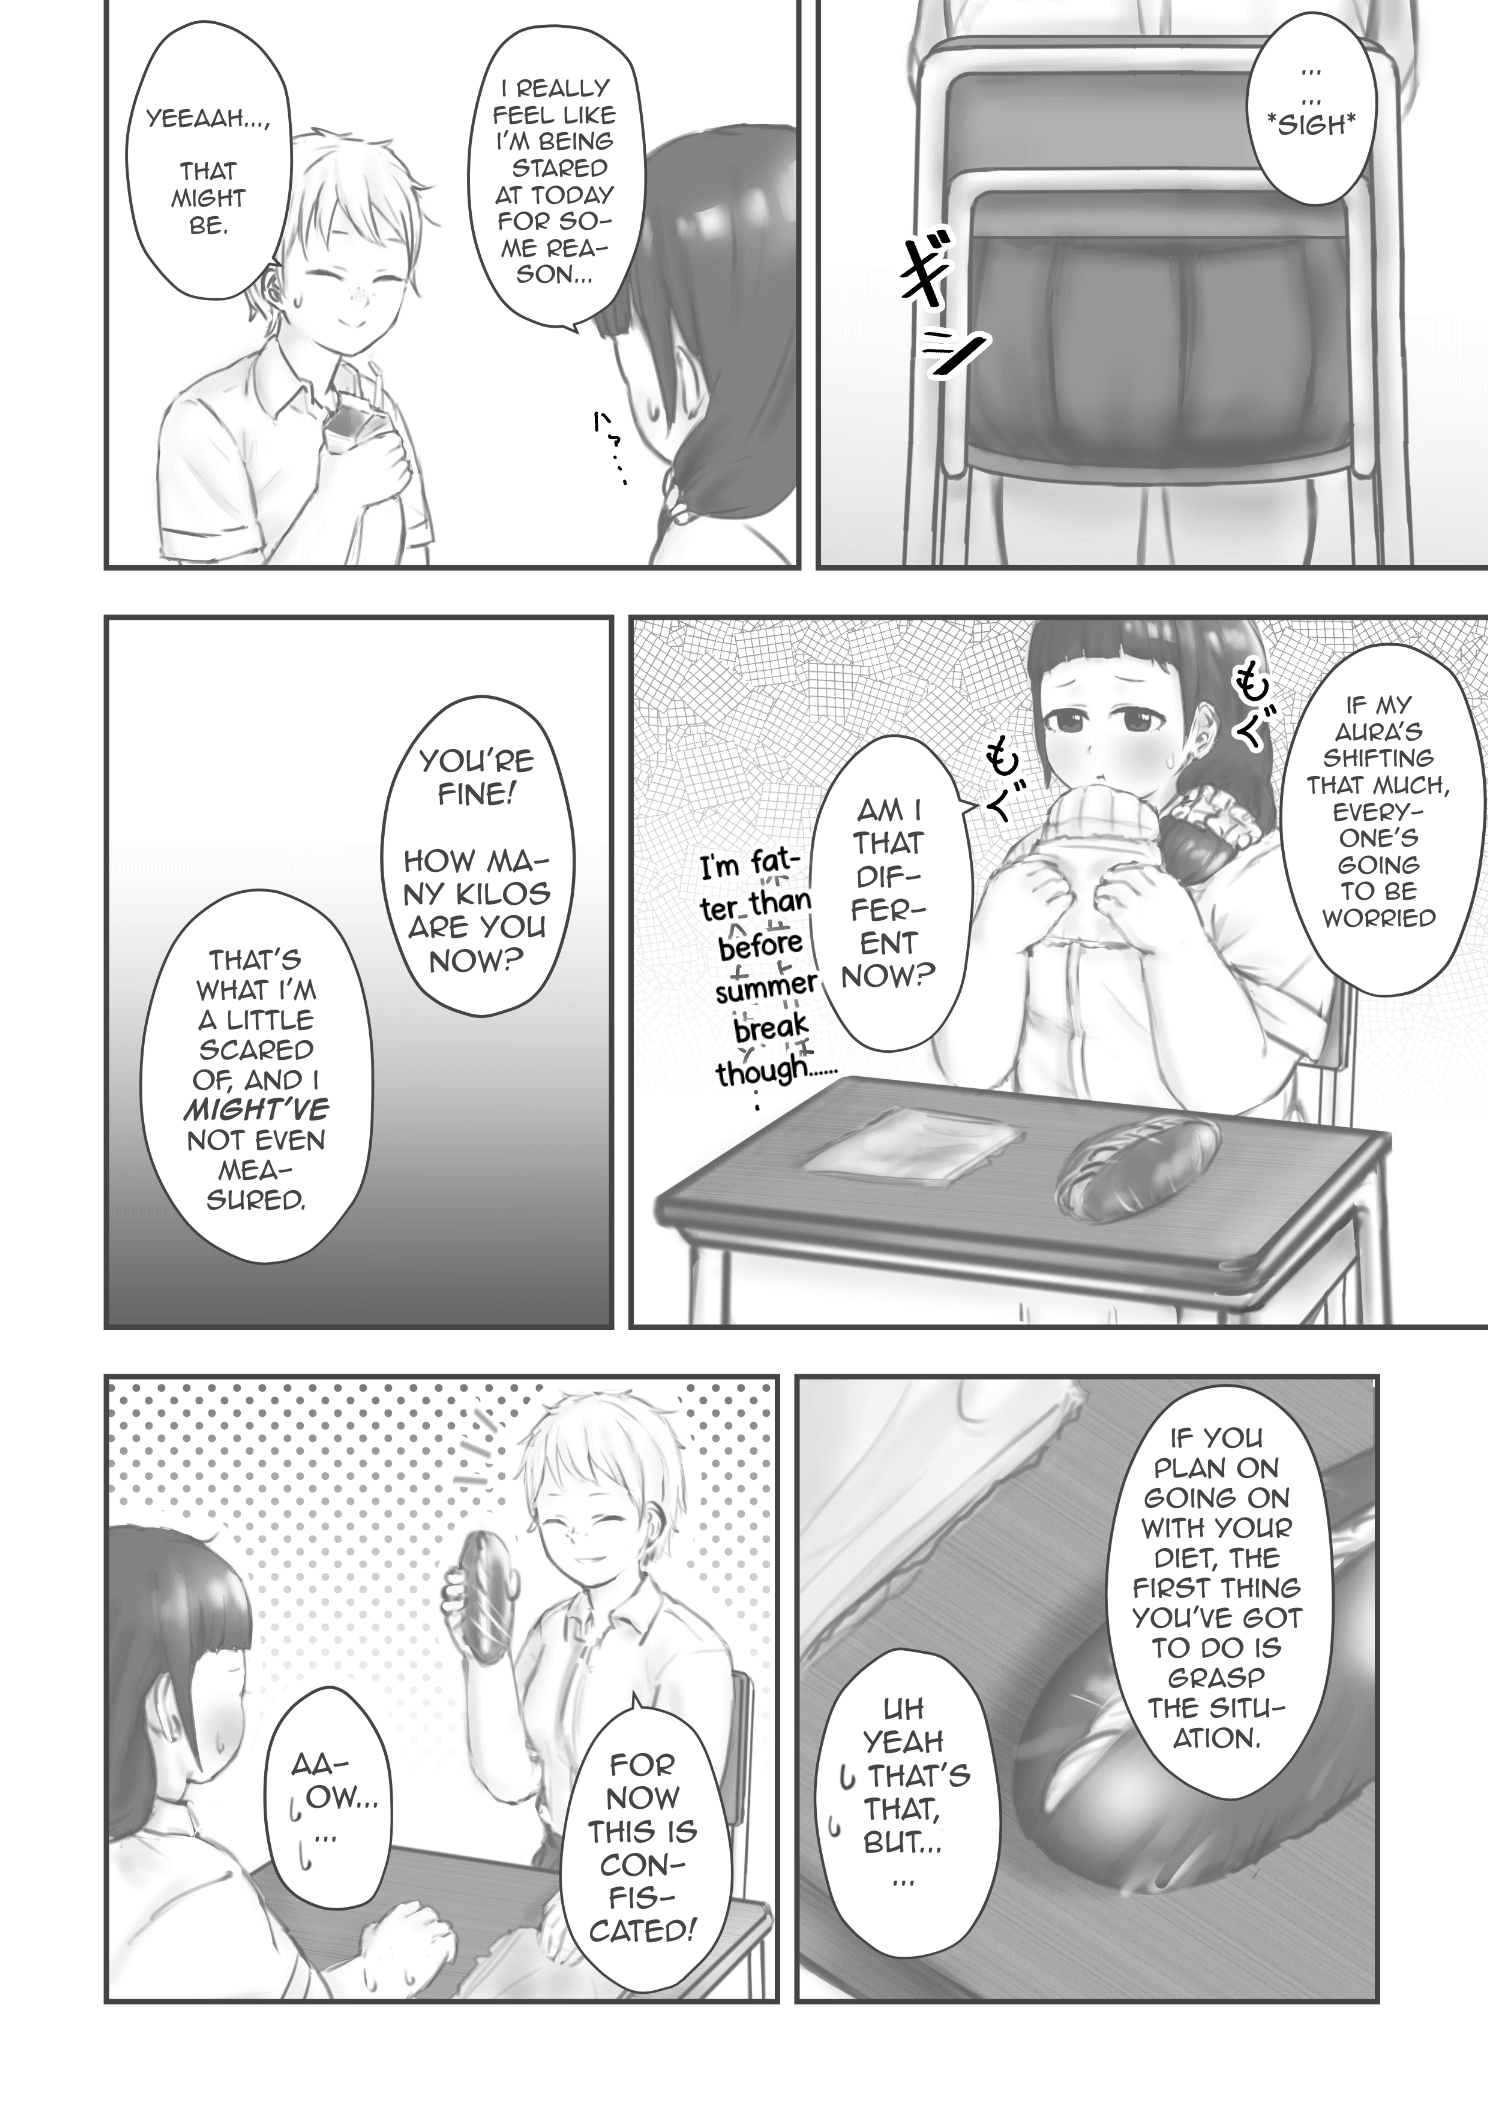 ...
...
*SIGH*
ギ
シ
I REALLY
FEEL LIKE
I'M BEING
STARED
AT TODAY
FOR SO-
ME REA-
SON...
ハァ....
YEEAAH...,
THAT
MIGHT
BE.
IF MY
AURA'S
SHIFTING
THAT MUCH,
EVERY-
ONE'S
GOING
TO BE
WORRIED
もぐ
もぐ
AM I
THAT
DIF-
FER-
ENT
NOW?
I'm fat-
ter than
before
summer
break
though......
YOU'RE
FINE!
HOW MA-
NY KILOS
ARE YOU
NOW?
THAT'S
WHAT I'M
A LITTLE
SCARED
OF, AND I
MIGHT'VE
NOT EVEN
MEA-
SURED.
IF YOU
PLAN ON
GOING ON
WITH YOUR
DIET, THE
FIRST THING
YOU'VE GOT
TO DO IS
GRASP
THE SITU-
ATION.
UH
YEAH
THAT'S
THAT,
BUT...
...
FOR
NOW
THIS IS
CON-
FIS-
CATED!
AA-
OW...
...